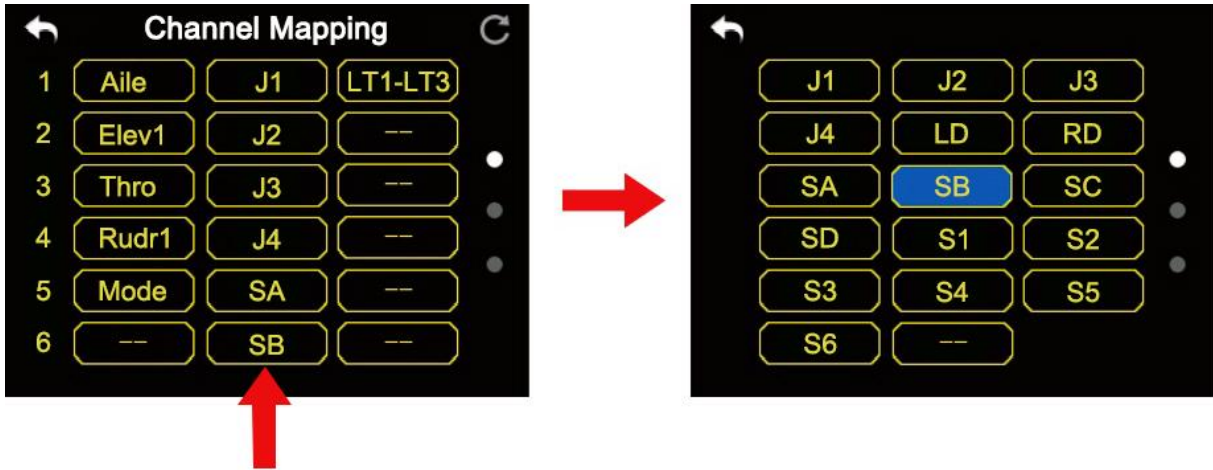 Channel Mapping
1 Aile J1 LT1-LT3
2 Elev1 J2 --
3 Thro J3 --
4 Rudr1 J4 --
5 Mode SA --
6 -- SB --
J1 J2 J3
J4 LD RD
SA SB SC
SD S1 S2
S3 S4 S5
S6 --